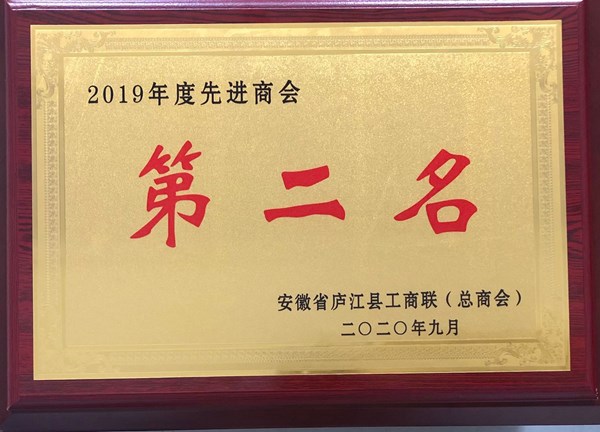 2019年度先进商会
第二名
安徽省庐江县工商联（总商会）
二〇二〇年九月